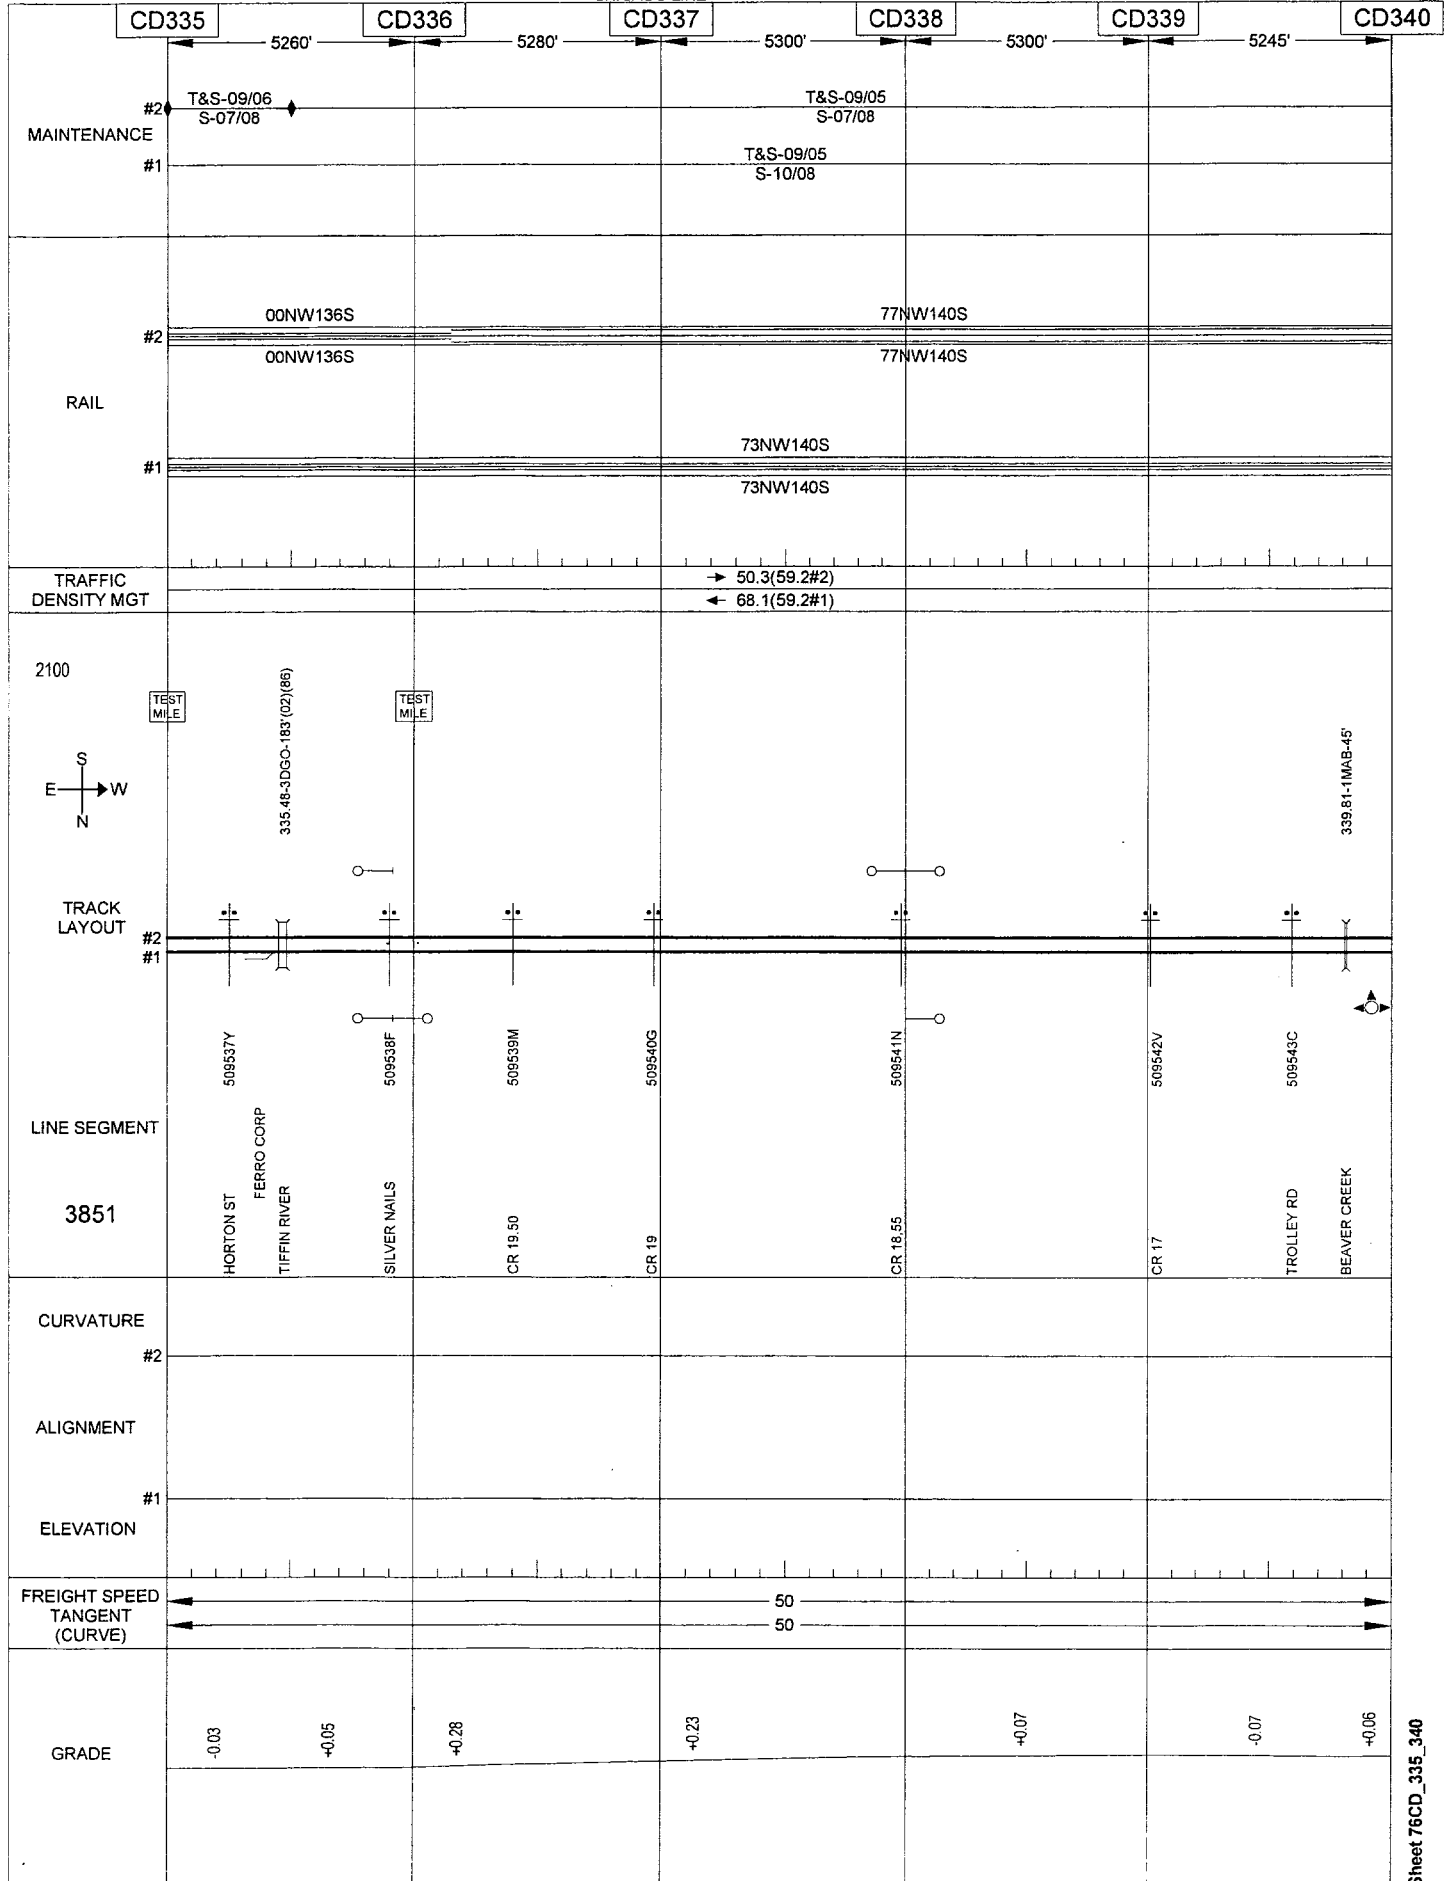 CD335 CD336 CD337 CD338 CD339 CD340
5260' 5280' 5300' 5300' 5245'
MAINTENANCE
#2 T&S-09/06 T&S-09/05
S-07/08 S-07/08
#1 T&S-09/05
S-10/08
RAIL
00NW136S 77NW140S
#2
00NW136S 77NW140S
73NW140S
#1
73NW140S
TRAFFIC
DENSITY MGT
50.3(59.2#2)
68.1(59.2#1)
2100
TEST
MILE
TEST
MILE
335.48-3DGO-183'(02)(86)
339.81-1MAB-45'
S
E W
N
TRACK
LAYOUT
#2
#1
509537Y
509538F
509539M
509540G
509541N
509542V
509543C
LINE SEGMENT
3851
HORTON ST
FERRO CORP
TIFFIN RIVER
SILVER NAILS
CR 19.50
CR 19
CR 18.55
CR 17
TROLLEY RD
BEAVER CREEK
CURVATURE
#2
ALIGNMENT
#1
ELEVATION
FREIGHT SPEED
TANGENT
(CURVE)
50
50
GRADE
-0.03
+0.05
+0.28
+0.23
+0.07
-0.07
+0.06
Sheet 76CD_335_340